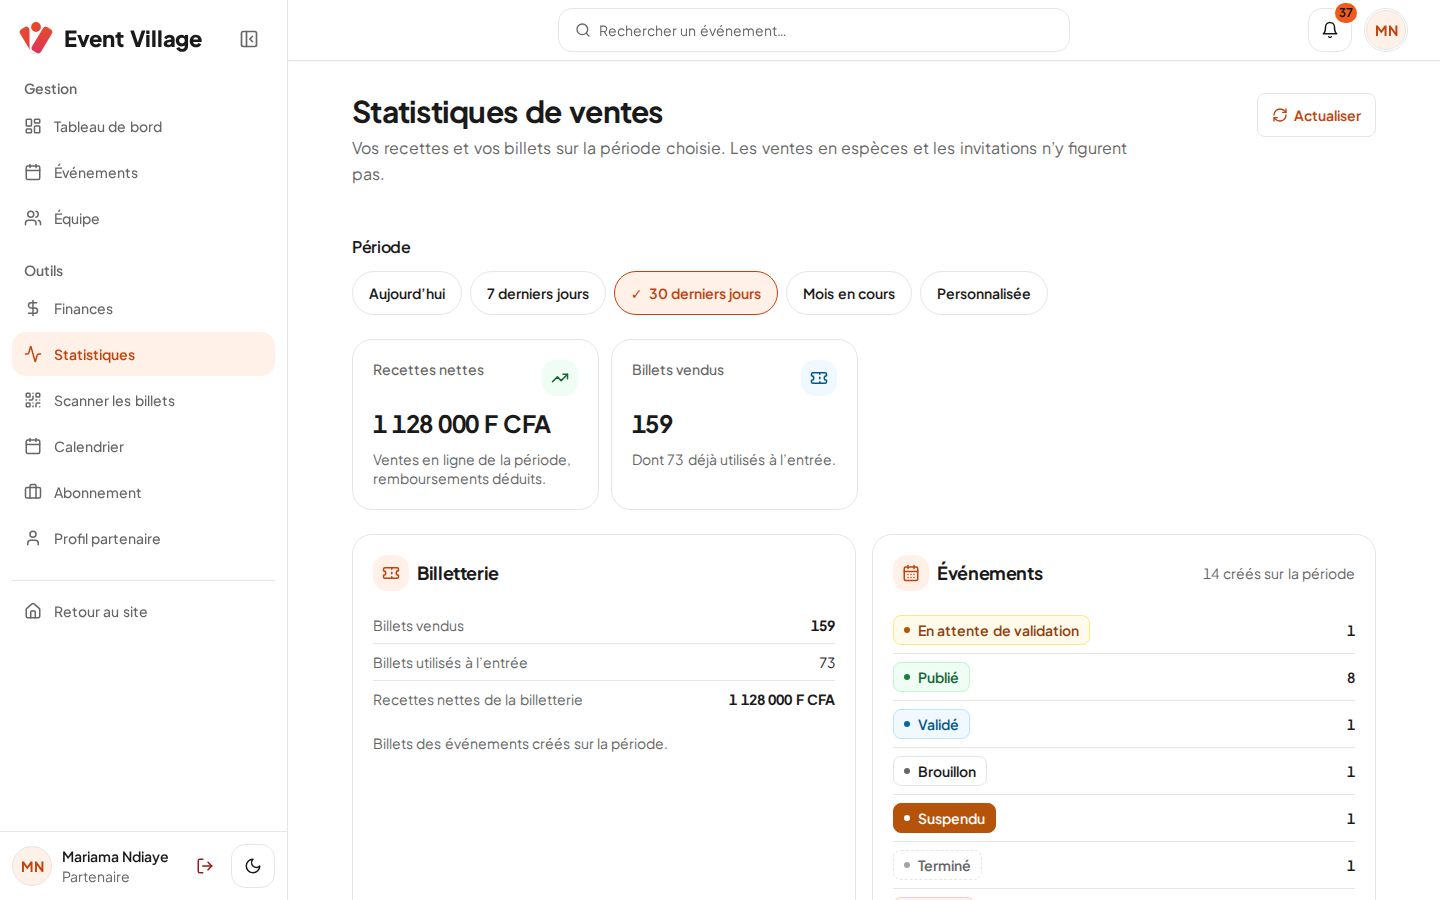 Event Village
Rechercher un événement…
37
MN
Gestion
Tableau de bord
Événements
Équipe
Outils
Finances
Statistiques
Scanner les billets
Calendrier
Abonnement
Profil partenaire
Retour au site
MN
Mariama Ndiaye
Partenaire
Statistiques de ventes
Actualiser
Vos recettes et vos billets sur la période choisie. Les ventes en espèces et les invitations n’y figurent
pas.
Période
Aujourd’hui
7 derniers jours
✓ 30 derniers jours
Mois en cours
Personnalisée
Recettes nettes
1 128 000 F CFA
Ventes en ligne de la période,
remboursements déduits.
Billets vendus
159
Dont 73 déjà utilisés à l’entrée.
Billetterie
Billets vendus 159
Billets utilisés à l’entrée 73
Recettes nettes de la billetterie 1 128 000 F CFA
Billets des événements créés sur la période.
Événements 14 créés sur la période
En attente de validation 1
Publié 8
Validé 1
Brouillon 1
Suspendu 1
Terminé 1